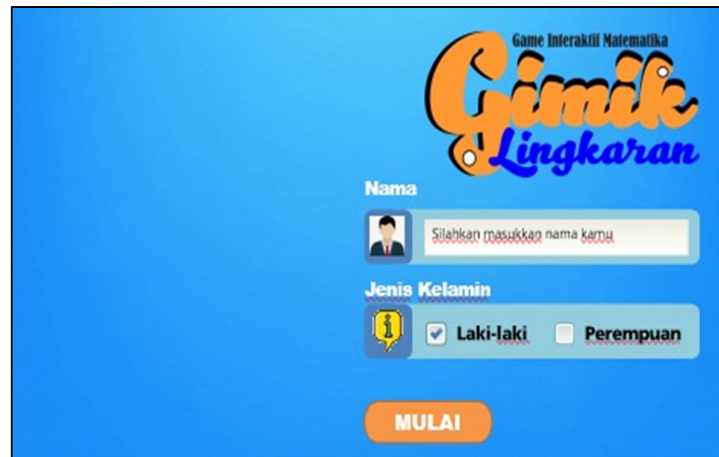 Game Interaktif Matematika
Gimik
Lingkaran
Nama
Silahkan masukkan nama kamu
Jenis Kelamin
Laki-laki Perempuan
MULAI